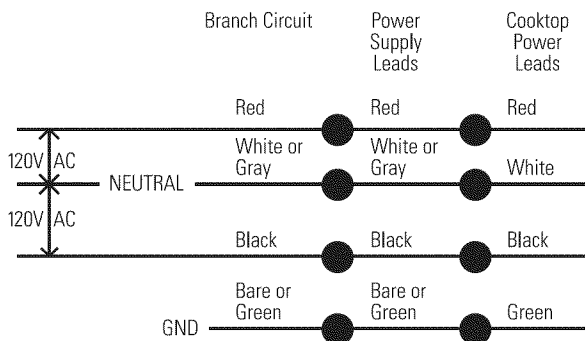 Branch Circuit Power Supply Leads Cooktop Power Leads
Red Red Red
120V AC
White or Gray White or Gray White
NEUTRAL
120V AC
Black Black Black
Bare or Green Bare or Green Green
GND